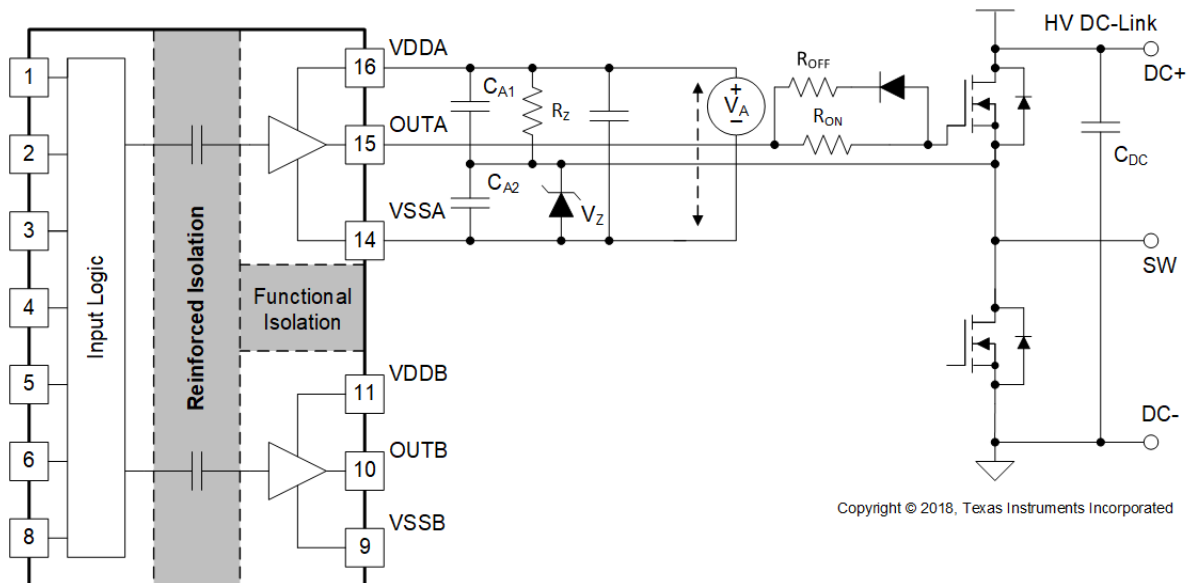 1
2
3
4
5
6
8
Input Logic
Reinforced Isolation
Functional
Isolation
VDDA
16
OUTA
15
VSSA
14
VDDB
11
OUTB
10
VSSB
9
CA1
CA2
RZ
VZ
+
VA
−
ROFF
RON
HV DC-Link
DC+
CDC
SW
DC-
Copyright © 2018, Texas Instruments Incorporated